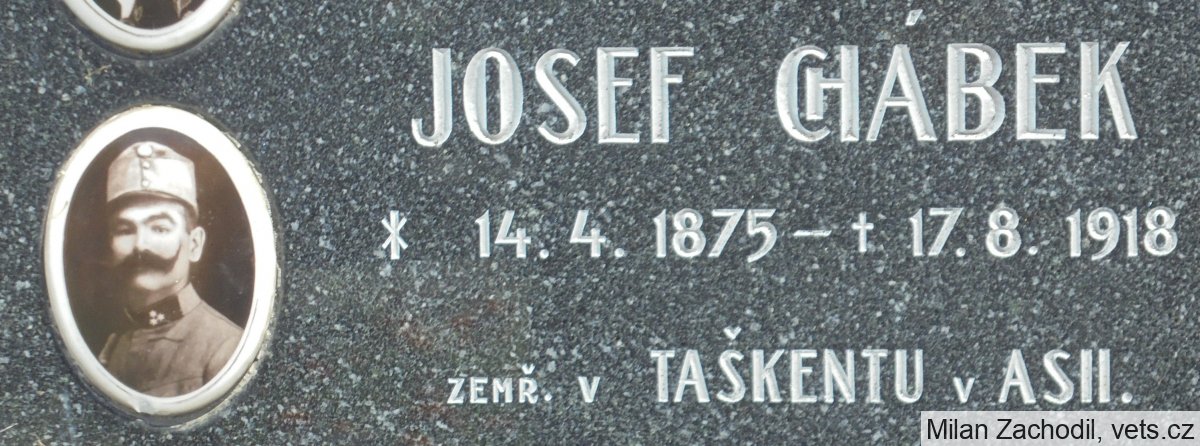 JOSEF CHÁBEK
* 14. 4. 1875 – † 17. 8. 1918
ZEMŘ. V TAŠKENTU V ASII.
Milan Zachodil, vets.cz